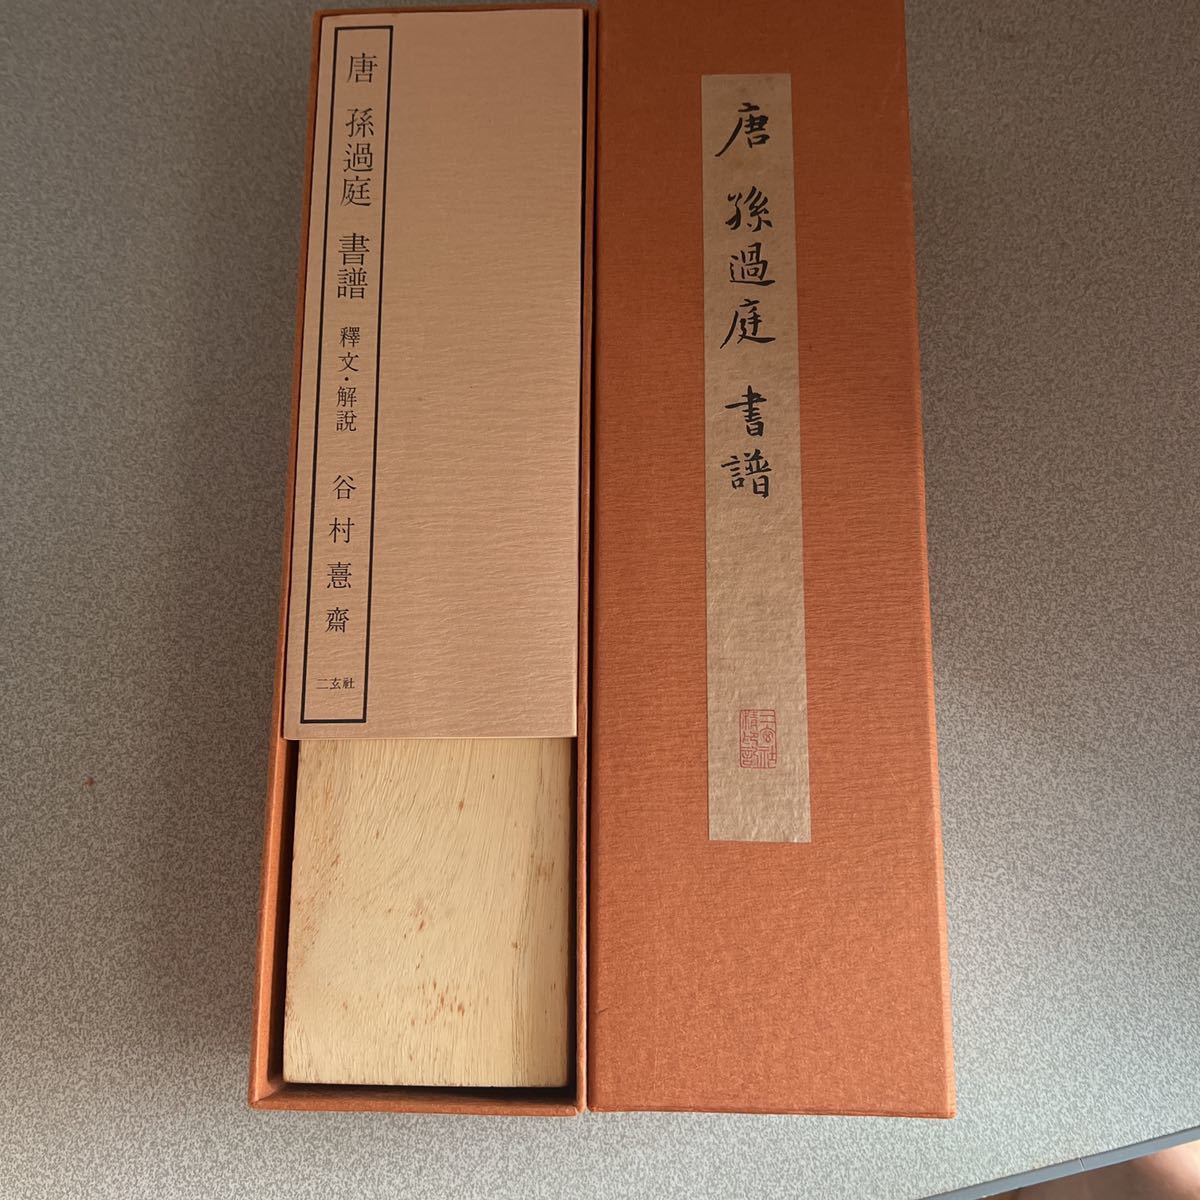 唐 孫過庭 書譜
唐 孫過庭 書譜 釋文・解說 谷村憙齋
二玄社